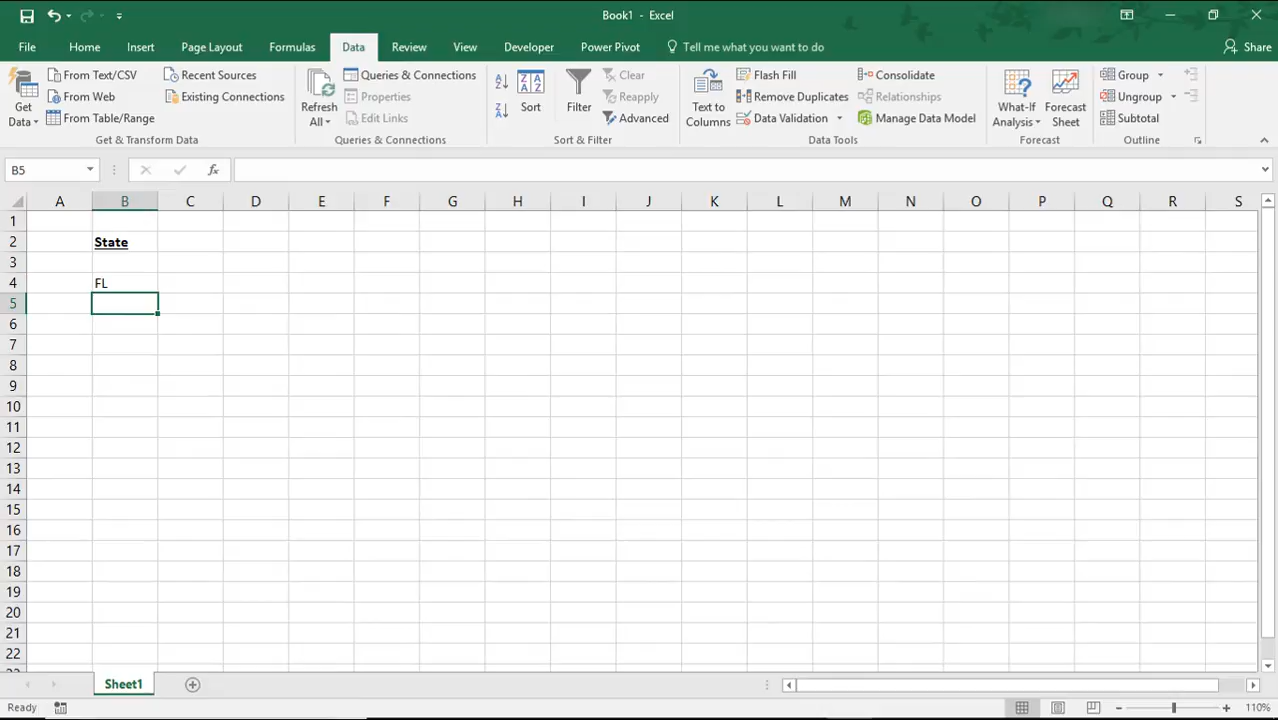 Book1 - Excel
File Home Insert Page Layout Formulas Data Review View Developer Power Pivot Tell me what you want to do Share
Get Data
From Text/CSV
From Web
From Table/Range
Recent Sources
Existing Connections
Get & Transform Data
Refresh All
Queries & Connections
Properties
Edit Links
Queries & Connections
Sort
Filter
Clear
Reapply
Advanced
Sort & Filter
Text to Columns
Flash Fill
Remove Duplicates
Data Validation
Consolidate
Relationships
Manage Data Model
Data Tools
What-If Analysis
Forecast Sheet
Forecast
Group
Ungroup
Subtotal
Outline
B5 fx
A B C D E F G H I J K L M N O P Q R S
1
2 State
3
4 FL
5
6
7
8
9
10
11
12
13
14
15
16
17
18
19
20
21
22
Sheet1
Ready 110%